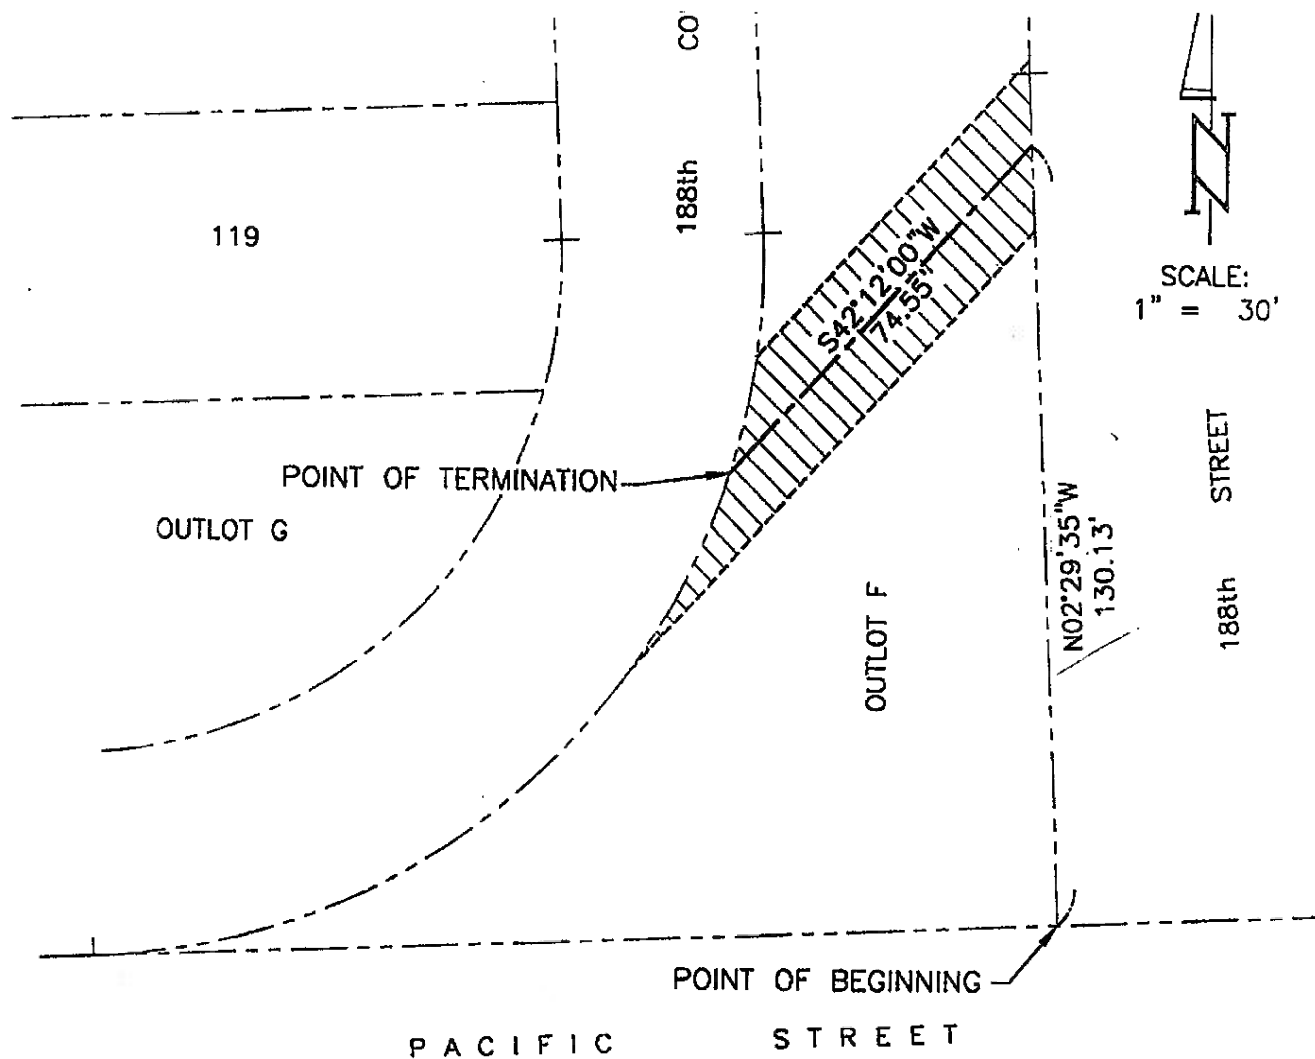 CO
188th
119
N
SCALE:
1" = 30'
S42°12'00"W
74.55"
POINT OF TERMINATION
OUTLOT G
OUTLOT F
N02°29'35"W
130.13'
188th STREET
POINT OF BEGINNING
PACIFIC STREET